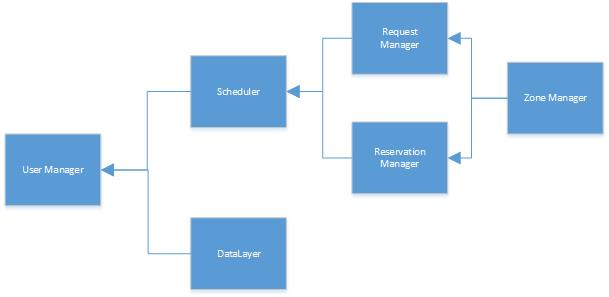 Request
Manager
Scheduler
Zone Manager
Reservation
Manager
User Manager
DataLayer